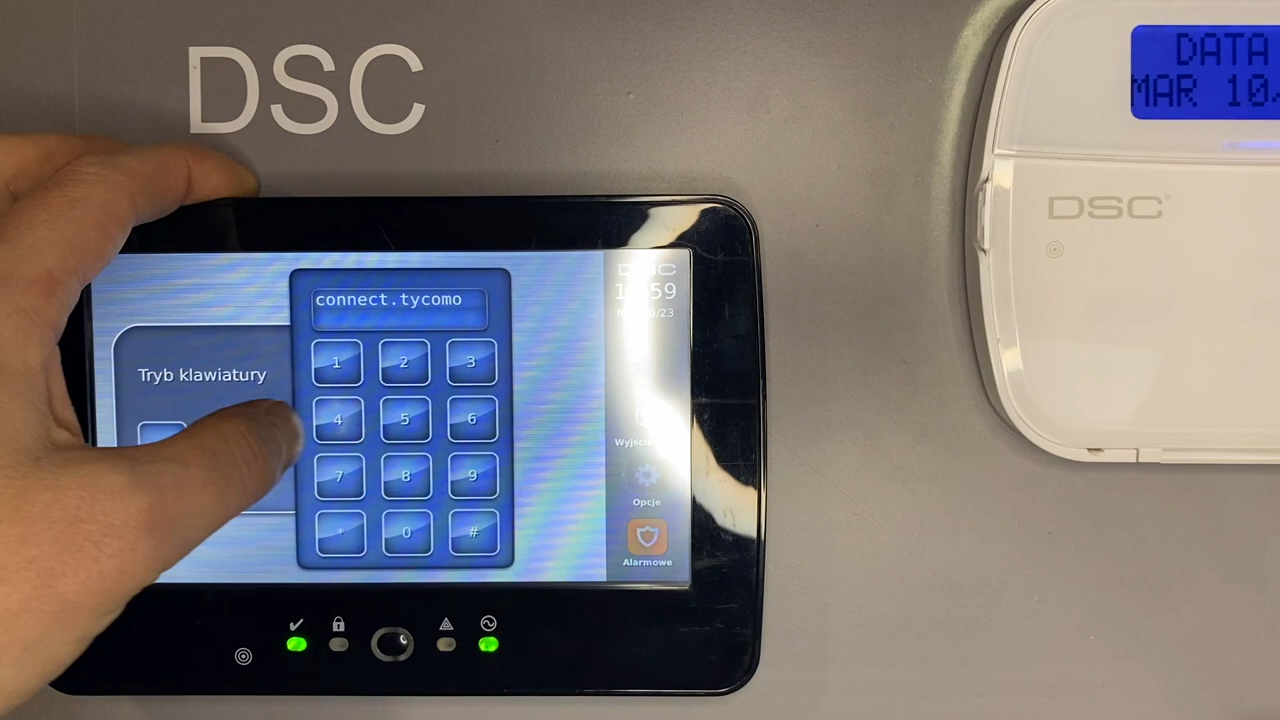 DSC
DATA
MAR 10
DSC
connect.tycomo
Tryb klawiatury
1 2 3
4 5 6
7 8 9
* 0 #
DSC
Opcje
Alarmowe